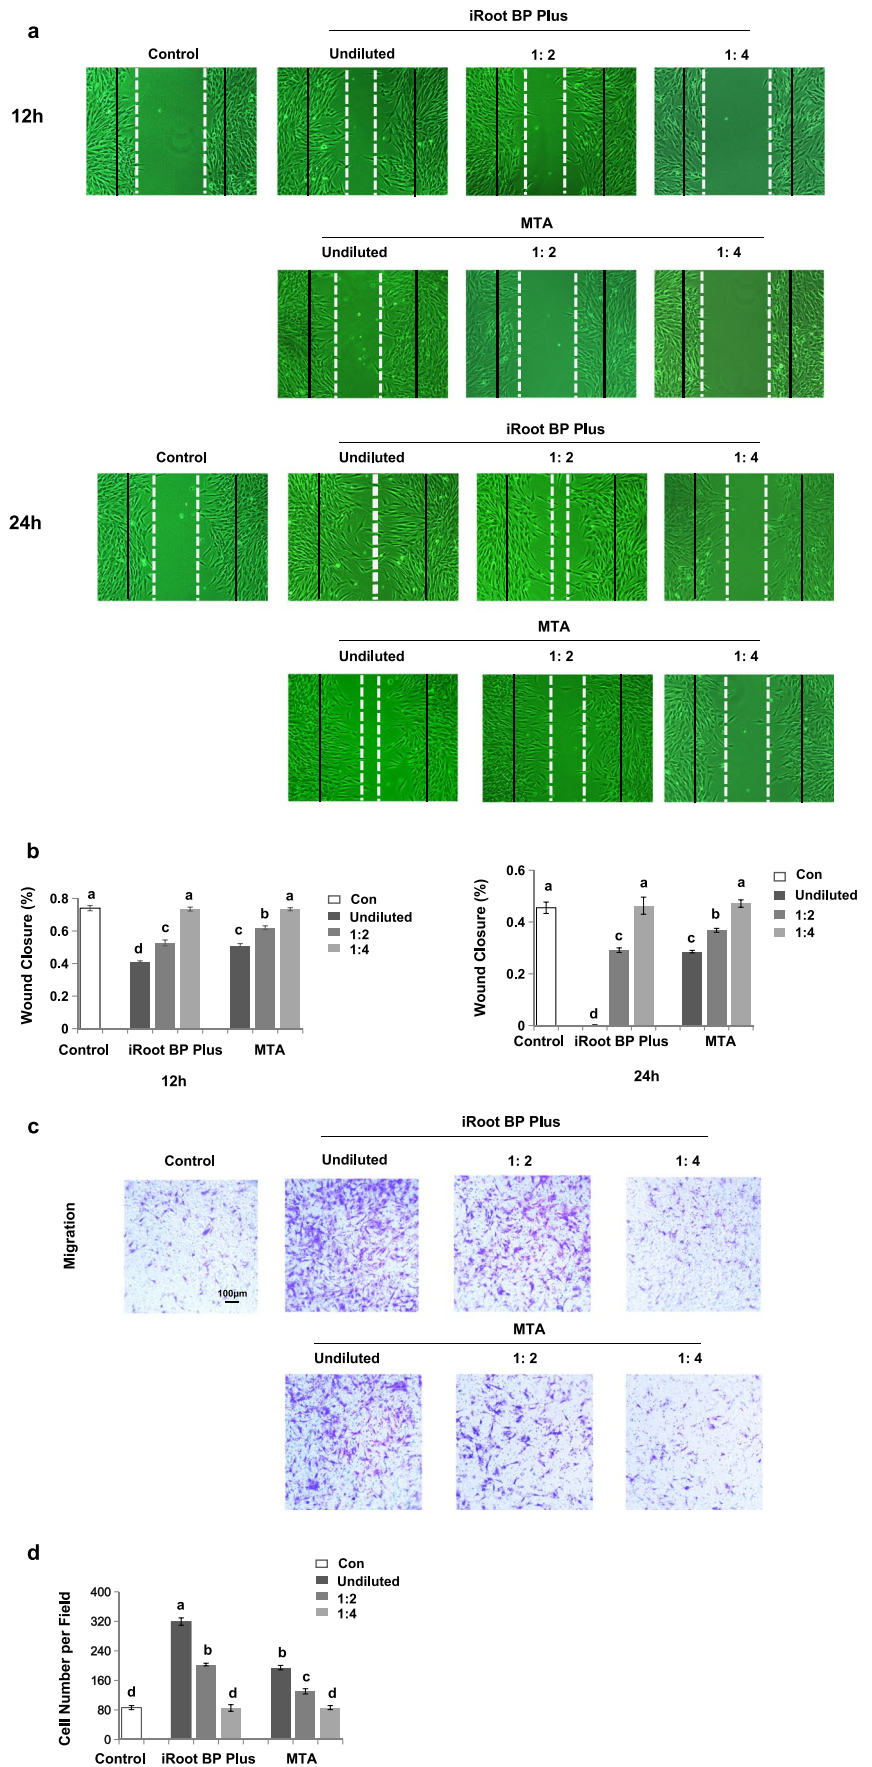 a
iRoot BP Plus
Control
Undiluted
1: 2
1: 4
12h
MTA
Undiluted
1: 2
1: 4
iRoot BP Plus
Control
Undiluted
1: 2
1: 4
24h
MTA
Undiluted
1: 2
1: 4
b
Wound Closure (%)
0.8
0.6
0.4
0.2
0
a
d
c
a
c
b
a
Con
Undiluted
1:2
1:4
Control
iRoot BP Plus
MTA
12h
Wound Closure (%)
0.6
0.4
0.2
0
a
d
c
a
c
b
a
Con
Undiluted
1:2
1:4
Control
iRoot BP Plus
MTA
24h
c
iRoot BP Plus
Control
Undiluted
1: 2
1: 4
Migration
100μm
MTA
Undiluted
1: 2
1: 4
d
Con
Undiluted
1:2
1:4
Cell Number per Field
400
320
240
160
80
0
d
a
b
d
b
c
d
Control
iRoot BP Plus
MTA